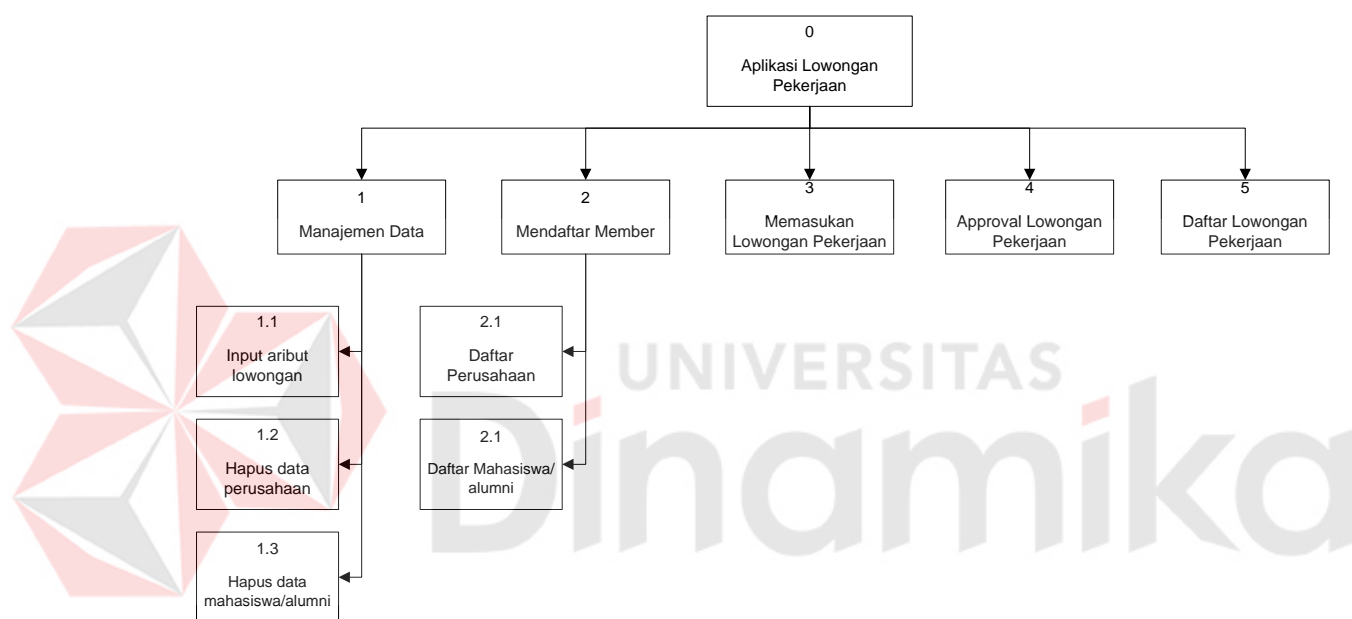 0
Aplikasi Lowongan
Pekerjaan
1
Manajemen Data
2
Mendaftar Member
3
Memasukan
Lowongan Pekerjaan
4
Approval Lowongan
Pekerjaan
5
Daftar Lowongan
Pekerjaan
1.1
Input aribut
lowongan
1.2
Hapus data
perusahaan
1.3
Hapus data
mahasiswa/alumni
2.1
Daftar
Perusahaan
2.1
Daftar Mahasiswa/
alumni
UNIVERSITAS
Dinamika